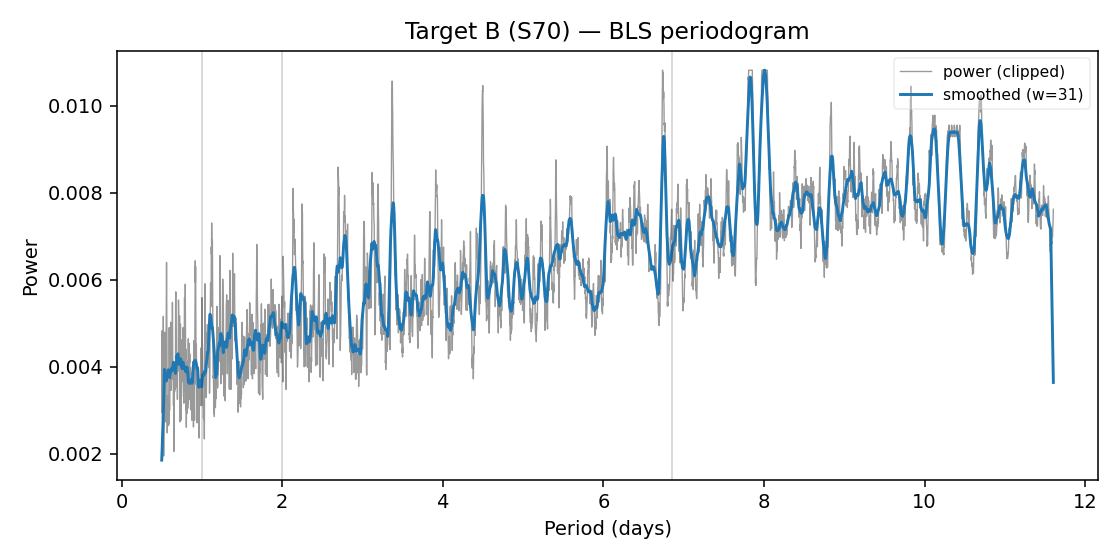 Target B (S70) — BLS periodogram
power (clipped)
smoothed (w=31)
Power
0.010
0.008
0.006
0.004
0.002
0 2 4 6 8 10 12
Period (days)